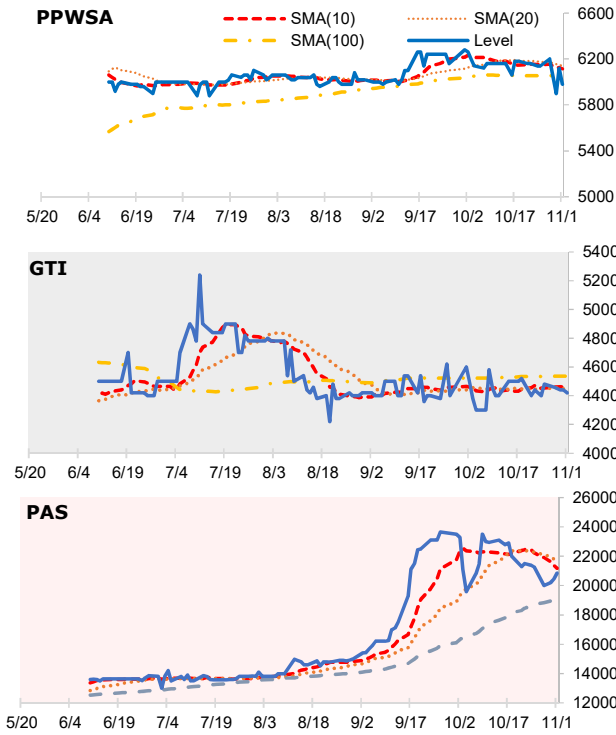 PPWSA
SMA(10) SMA(20)
SMA(100) Level
6600
6200
5800
5400
5000
5/20 6/4 6/19 7/4 7/19 8/3 8/18 9/2 9/17 10/2 10/17 11/1
GTI
5400
5200
5000
4800
4600
4400
4200
4000
5/20 6/4 6/19 7/4 7/19 8/3 8/18 9/2 9/17 10/2 10/17 11/1
PAS
26000
24000
22000
20000
18000
16000
14000
12000
5/20 6/4 6/19 7/4 7/19 8/3 8/18 9/2 9/17 10/2 10/17 11/1